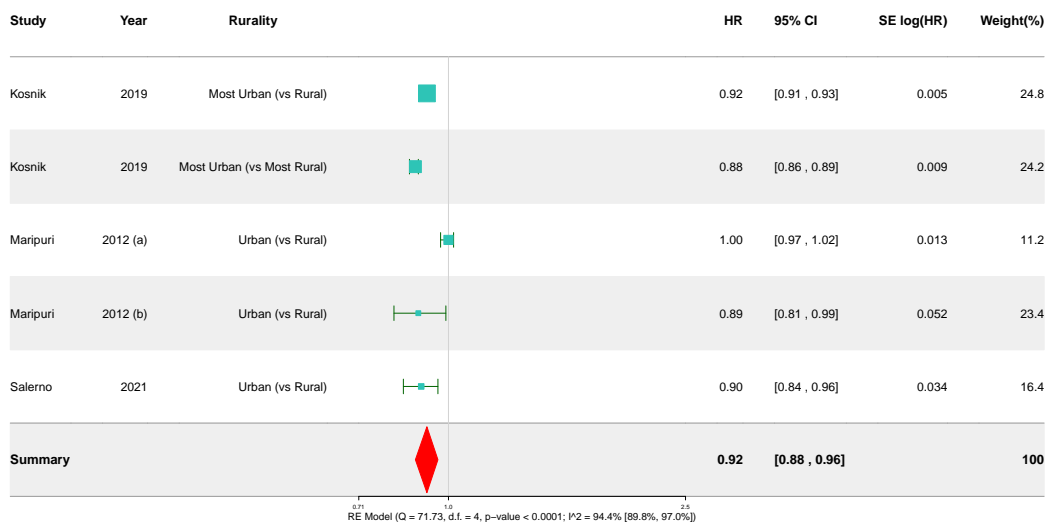 Study Year Rurality HR 95% CI SE log(HR) Weight(%)
Kosnik 2019 Most Urban (vs Rural) 0.92 [0.91 , 0.93] 0.005 24.8
Kosnik 2019 Most Urban (vs Most Rural) 0.88 [0.86 , 0.89] 0.009 24.2
Maripuri 2012 (a) Urban (vs Rural) 1.00 [0.97 , 1.02] 0.013 11.2
Maripuri 2012 (b) Urban (vs Rural) 0.89 [0.81 , 0.99] 0.052 23.4
Salerno 2021 Urban (vs Rural) 0.90 [0.84 , 0.96] 0.034 16.4
Summary 0.92 [0.88 , 0.96] 100
0.71 1.0 2.5
RE Model (Q = 71.73, d.f. = 4, p−value < 0.0001; I^2 = 94.4% [89.8%, 97.0%])